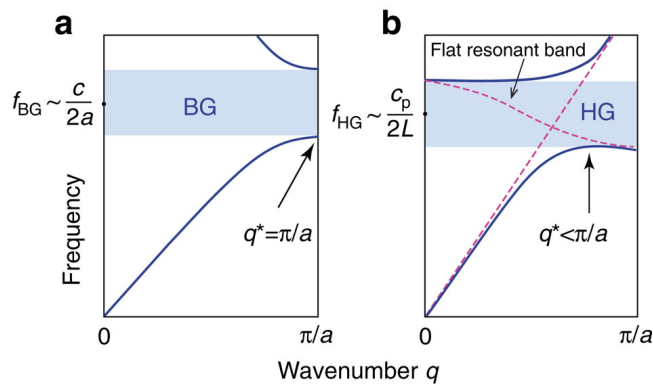 a
b
Flat resonant band
f_BG ~ c/2a
BG
f_HG ~ c_p/2L
HG
Frequency
q*=π/a
q*<π/a
0
π/a
0
π/a
Wavenumber q